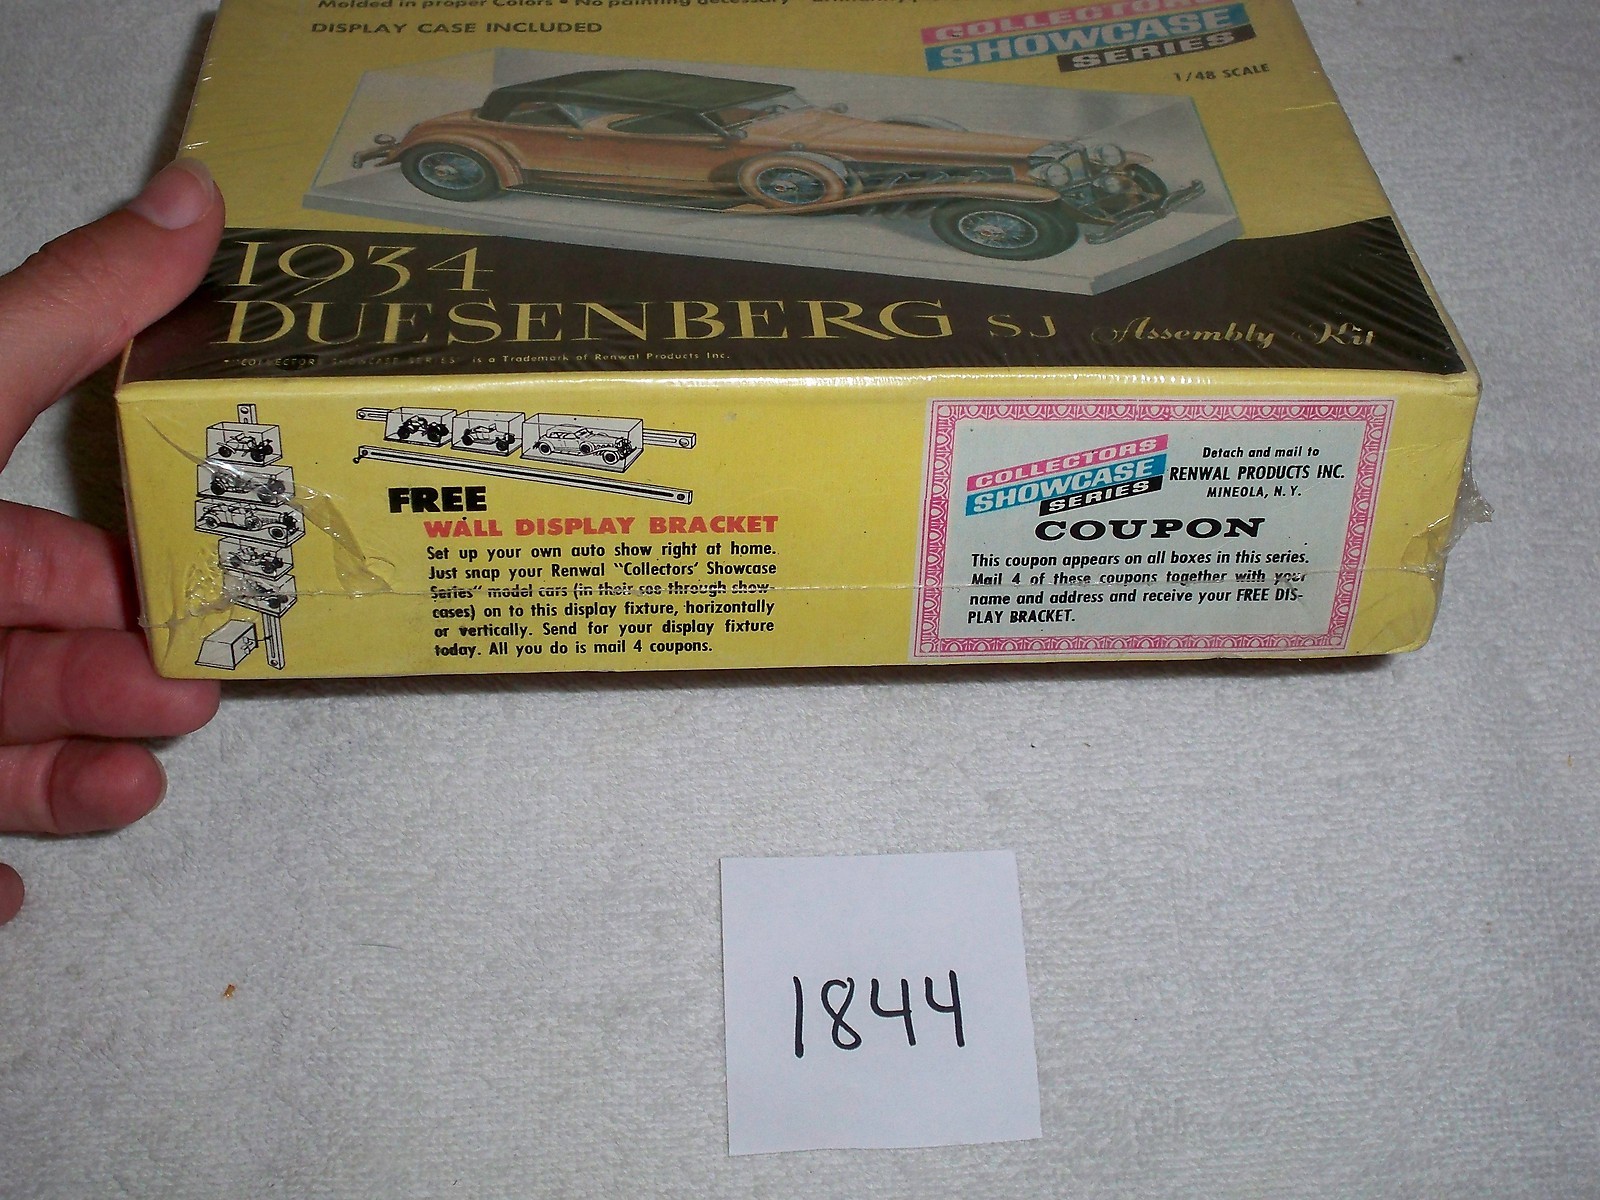 Molded in proper Colors • No painting necessary
DISPLAY CASE INCLUDED
COLLECTORS
SHOWCASE
SERIES
1/48 SCALE
1934
DUESENBERG SJ Assembly Kit
"COLLECTORS SHOWCASE SERIES" is a Trademark of Renwal Products Inc.
FREE
WALL DISPLAY BRACKET
Set up your own auto show right at home.
Just snap your Renwal "Collectors' Showcase
Series" model cars (in their see through show-
cases) on to this display fixture, horizontally
or vertically. Send for your display fixture
today. All you do is mail 4 coupons.
COLLECTORS
SHOWCASE
SERIES
Detach and mail to
RENWAL PRODUCTS INC.
MINEOLA, N. Y.
COUPON
This coupon appears on all boxes in this series.
Mail 4 of these coupons together with your
name and address and receive your FREE DIS-
PLAY BRACKET.
1844